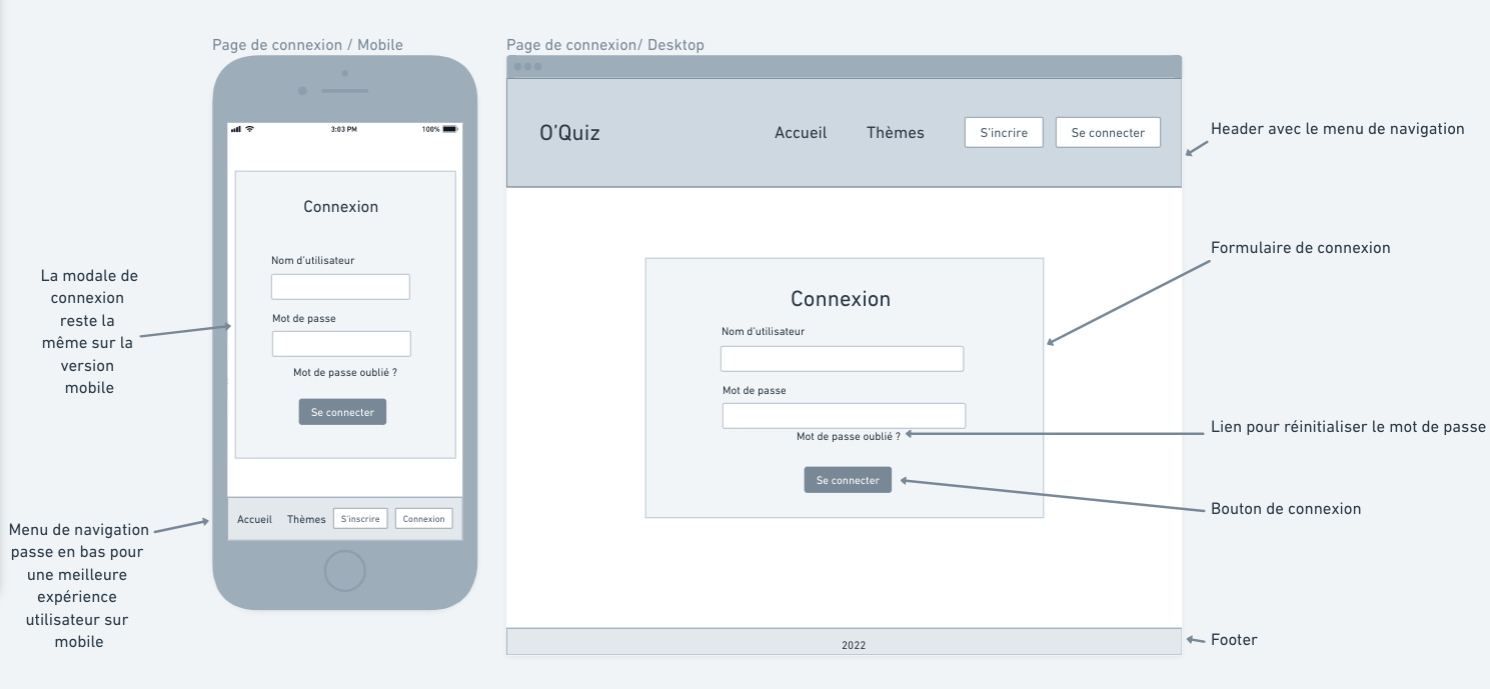 Page de connexion / Mobile
3:03 PM
100%
Connexion
Nom d'utilisateur
Mot de passe
Mot de passe oublié ?
Se connecter
Accueil Thèmes S'inscrire Connexion
La modale de
connexion
reste la
même sur la
version
mobile
Menu de navigation
passe en bas pour
une meilleure
expérience
utilisateur sur
mobile
Page de connexion/ Desktop
O'Quiz Accueil Thèmes S'incrire Se connecter
Connexion
Nom d'utilisateur
Mot de passe
Mot de passe oublié ?
Se connecter
2022
Header avec le menu de navigation
Formulaire de connexion
Lien pour réinitialiser le mot de passe
Bouton de connexion
Footer